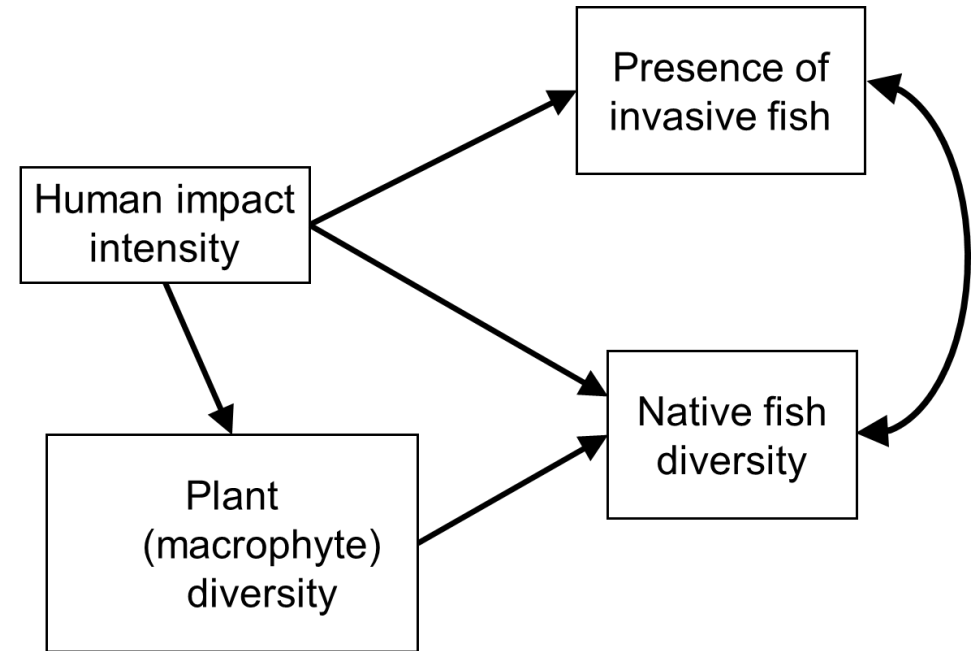 Presence of
invasive fish
Human impact
intensity
Native fish
diversity
Plant
(macrophyte)
diversity